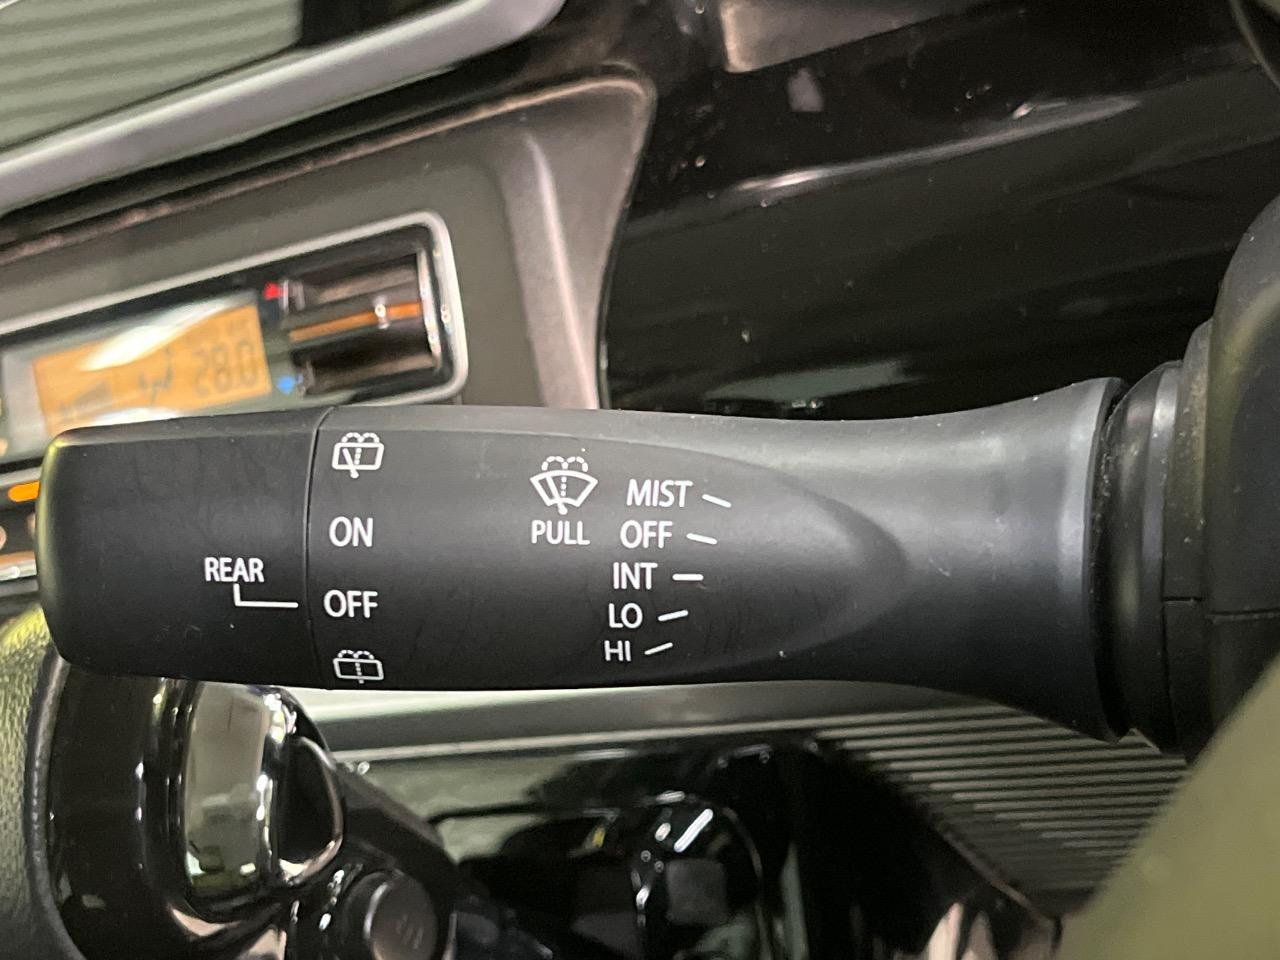 28.0
MIST
PULL OFF
ON
INT
REAR
OFF
LO
HI